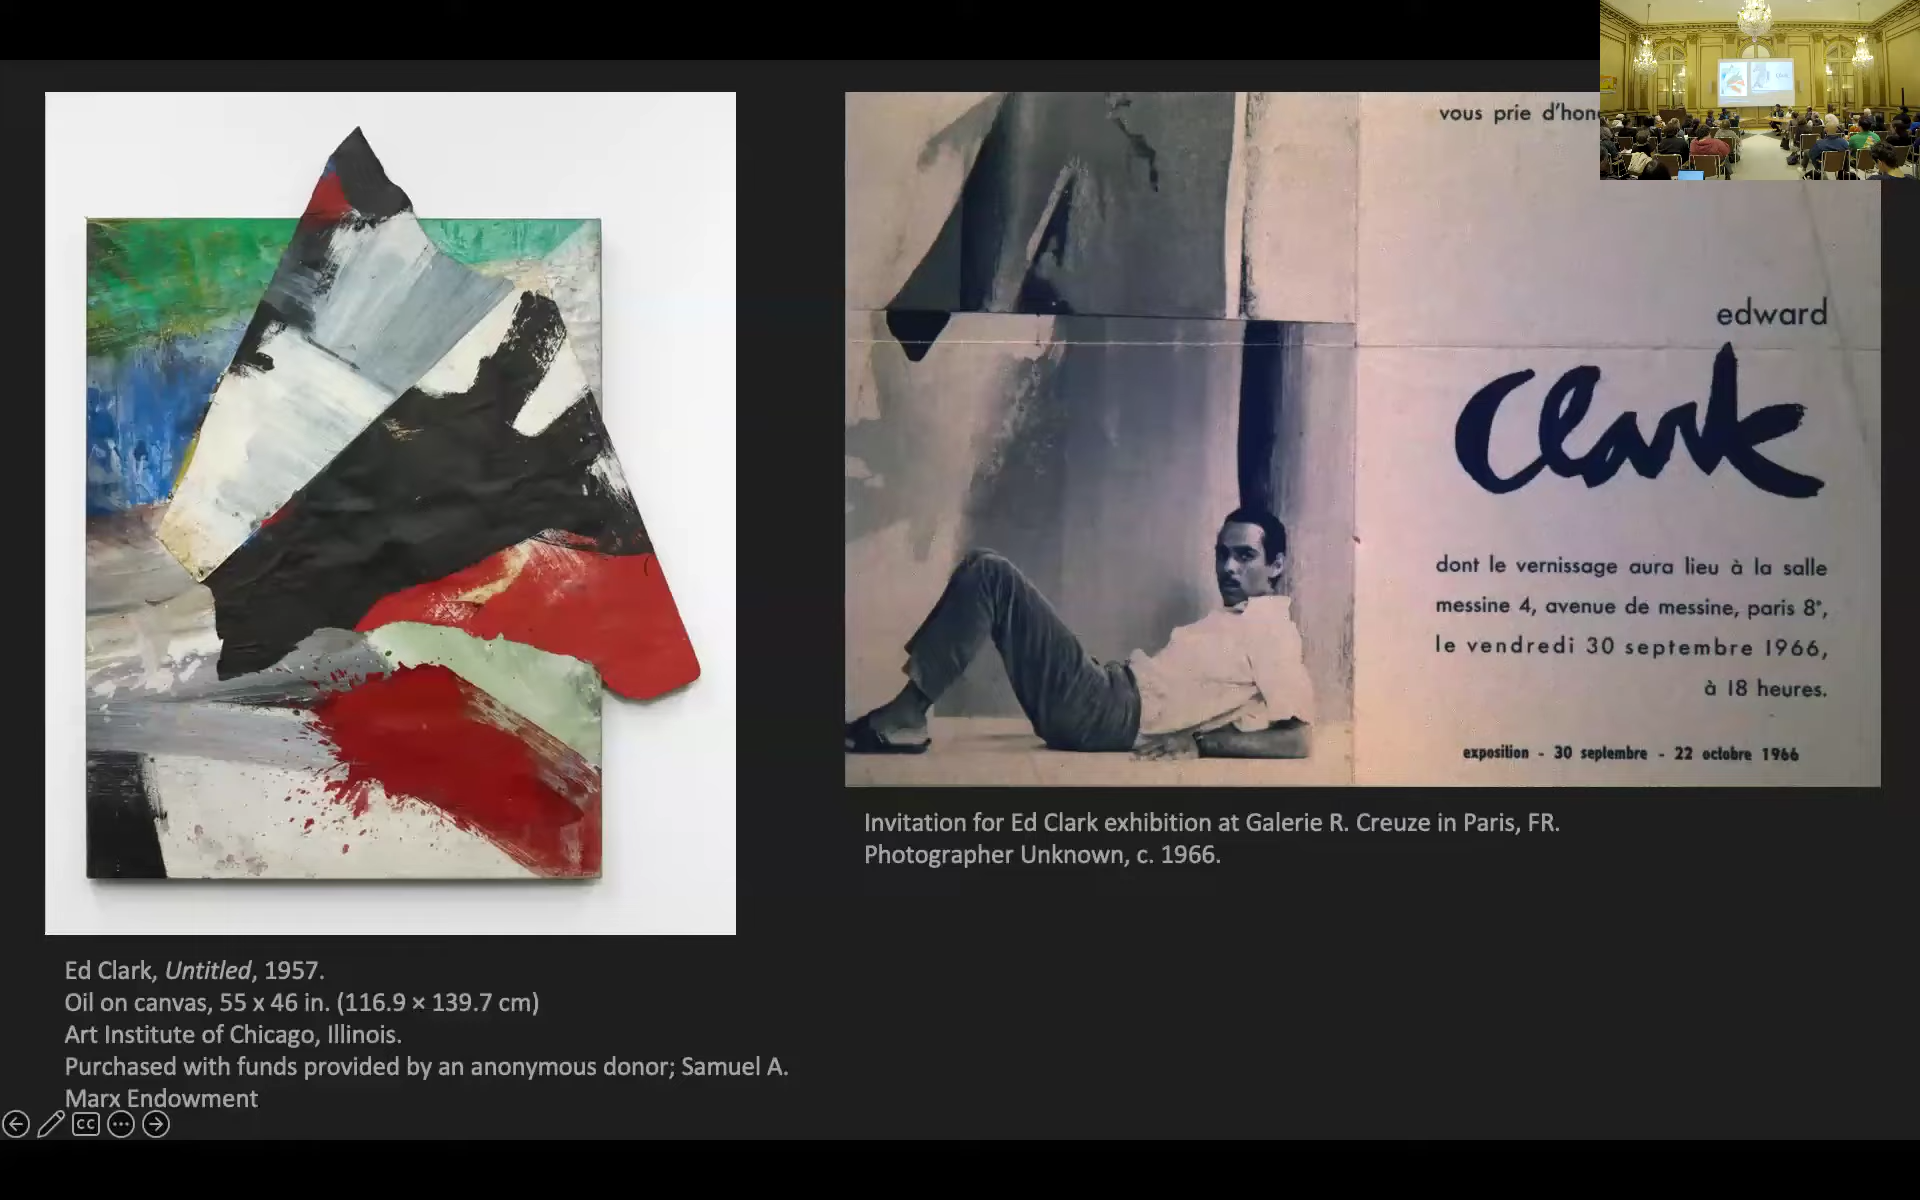 vous prie d'hon
edward
Clark
dont le vernissage aura lieu à la salle
messine 4, avenue de messine, paris 8e,
le vendredi 30 septembre 1966,
à 18 heures.
exposition - 30 septembre - 22 octobre 1966
Invitation for Ed Clark exhibition at Galerie R. Creuze in Paris, FR.
Photographer Unknown, c. 1966.
Ed Clark, Untitled, 1957.
Oil on canvas, 55 x 46 in. (116.9 × 139.7 cm)
Art Institute of Chicago, Illinois.
Purchased with funds provided by an anonymous donor; Samuel A.
Marx Endowment
CC